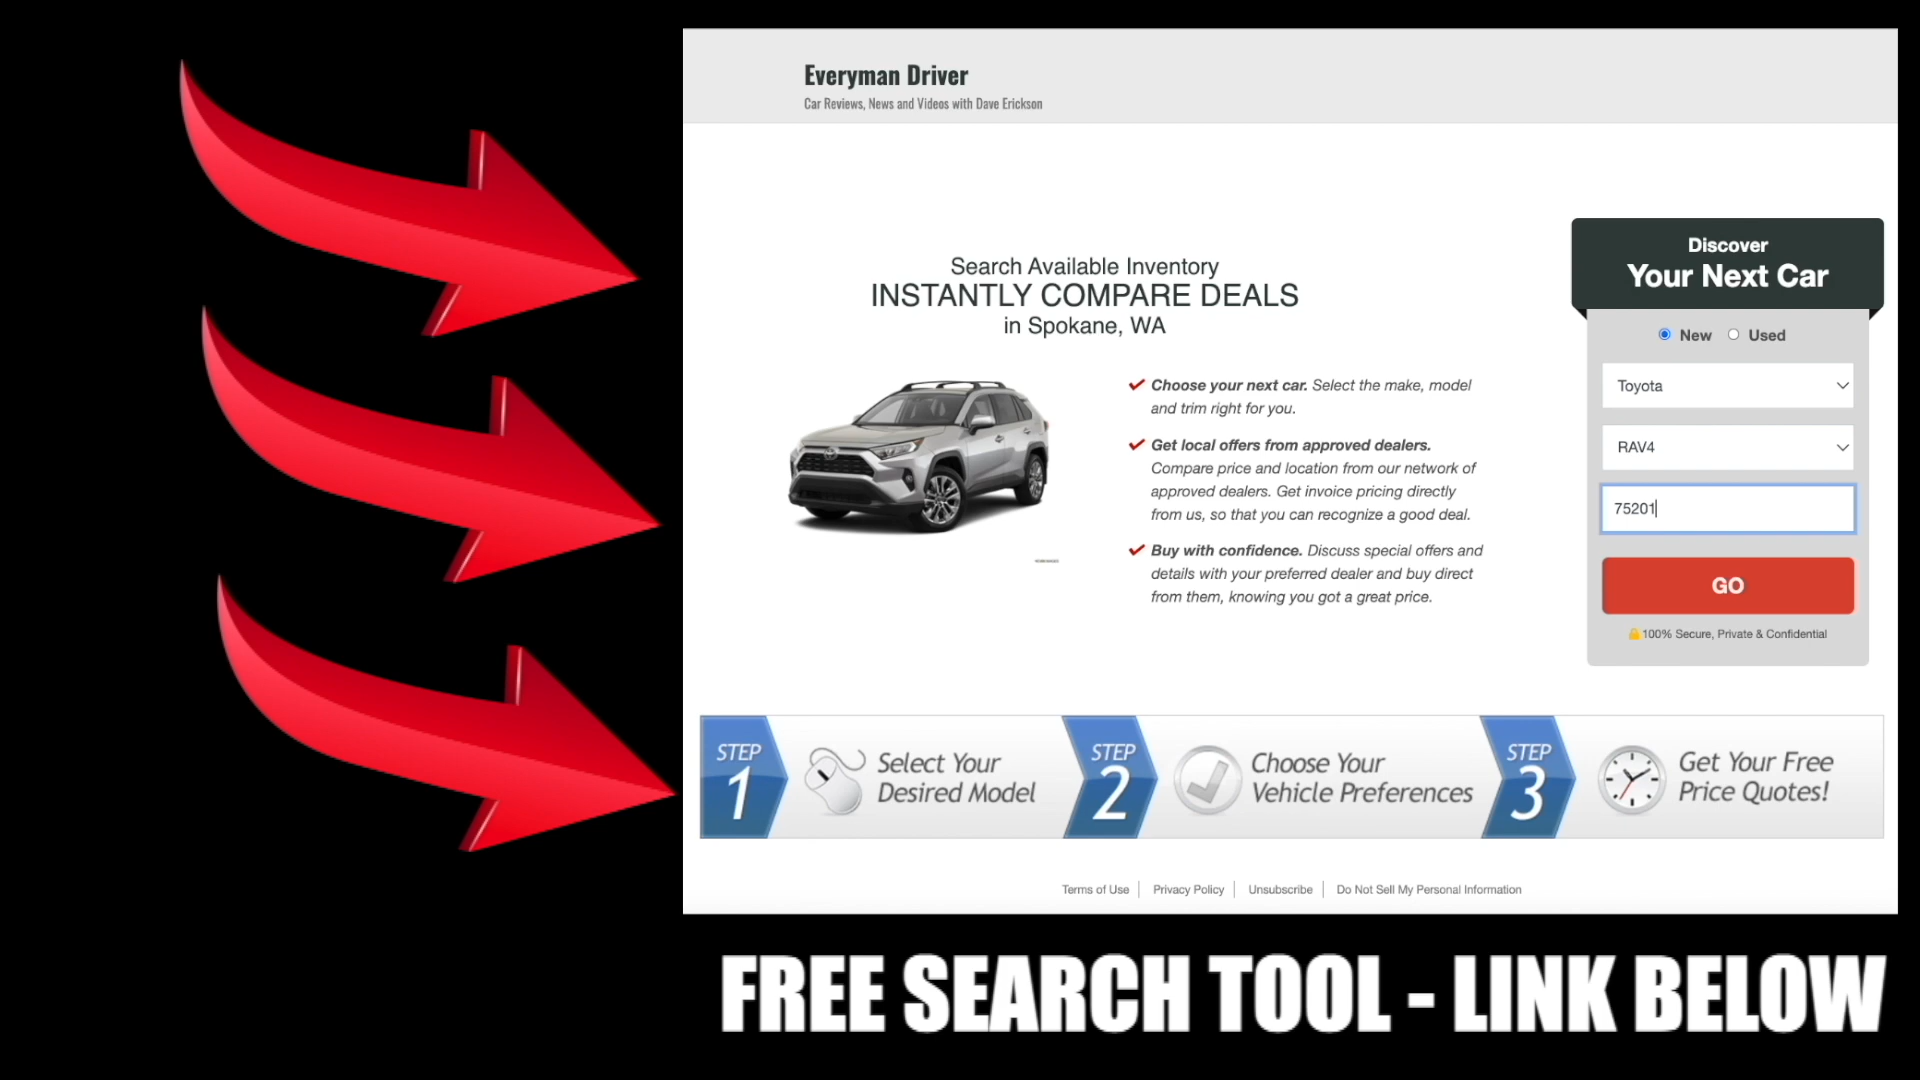 Everyman Driver
Car Reviews, News and Videos with Dave Erickson
Search Available Inventory
INSTANTLY COMPARE DEALS
in Spokane, WA
Choose your next car. Select the make, model
and trim right for you.
Get local offers from approved dealers.
Compare price and location from our network of
approved dealers. Get invoice pricing directly
from us, so that you can recognize a good deal.
Buy with confidence. Discuss special offers and
details with your preferred dealer and buy direct
from them, knowing you got a great price.
Discover
Your Next Car
New Used
Toyota
RAV4
75201
GO
100% Secure, Private & Confidential
STEP
1
Select Your
Desired Model
STEP
2
Choose Your
Vehicle Preferences
STEP
3
Get Your Free
Price Quotes!
Terms of Use | Privacy Policy | Unsubscribe | Do Not Sell My Personal Information
FREE SEARCH TOOL - LINK BELOW